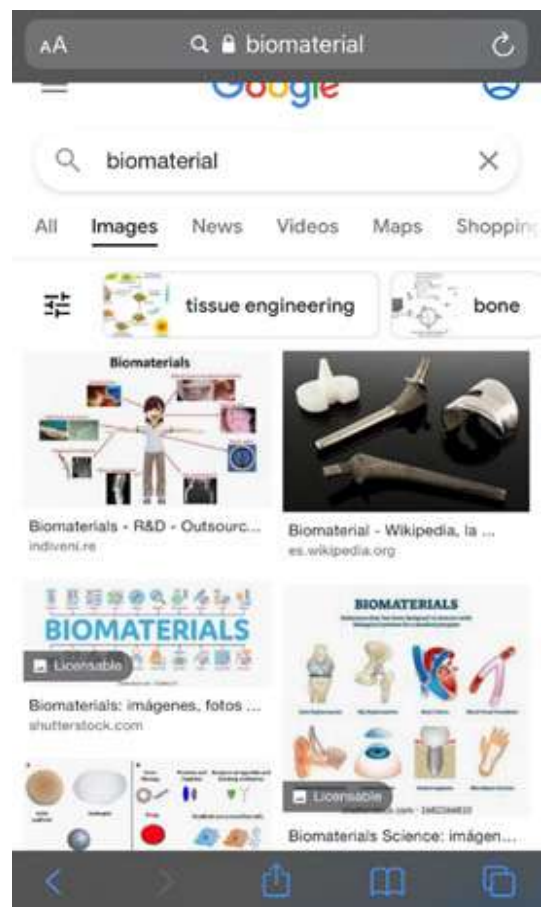 AA biomaterial
Google
biomaterial
All Images News Videos Maps Shopping
tissue engineering bone
Biomaterials
Biomaterials - R&D - Outsourc...
indiveni.re
Biomaterial - Wikipedia, la ...
es.wikipedia.org
BIOMATERIALS
Licensable
Biomaterials: imágenes, fotos ...
shutterstock.com
BIOMATERIALS
Licensable
Biomaterials Science: imágen...